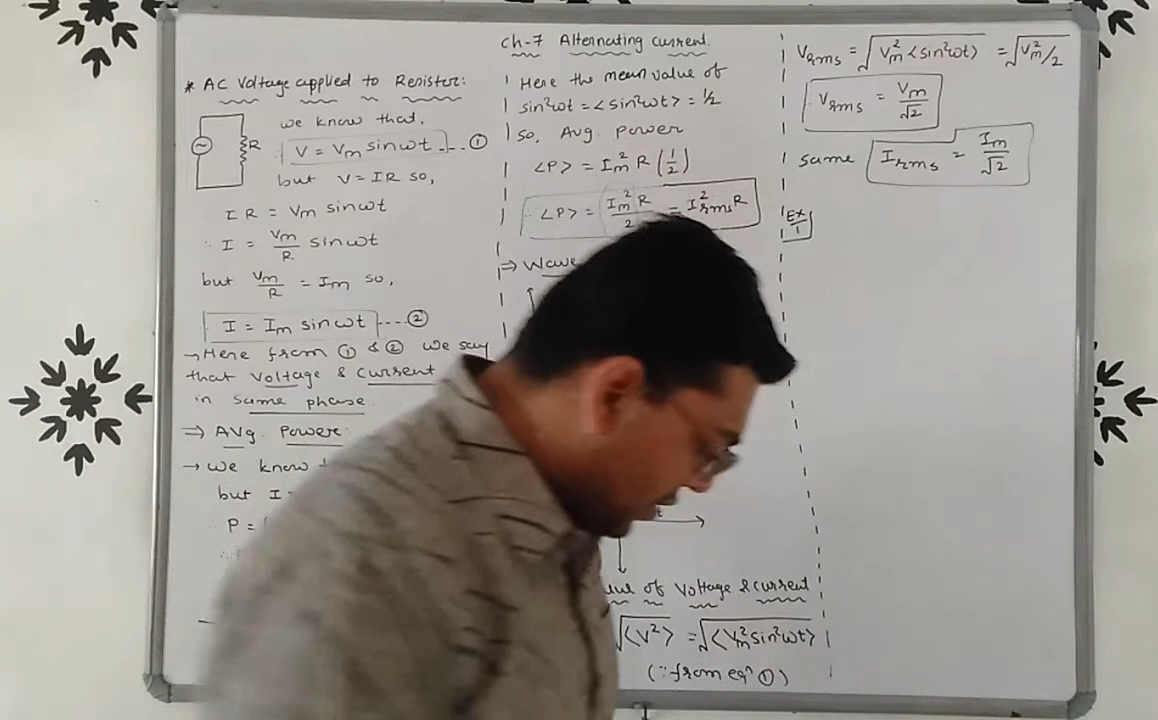 Ch-7 Alternating current.
* AC Voltage applied to Resistor:
we know that,
R
V = Vm sinωt ---- ①
but V=IR so,
IR = Vm sinωt
∴ I = Vm/R sinωt
but Vm/R = Im so,
I = Im sinωt ---- ②
→ Here from ① & ② we say
that voltage & current
in same phase.
⇒ Avg. Power:
→ we know
but I
∴ P =
Here the mean value of
sin²ωt = <sin²ωt> = 1/2
so, Avg. power
<P> = Im² R (1/2)
∴ <P> = Im² R / 2 = I²rms R
⇒ Wave
t
of voltage & current
√<V²> = √<Vm² sin²ωt>
(∵ from eqⁿ ①)
Vrms = √Vm² <sin²ωt> = √Vm²/2
Vrms = Vm/√2
same Irms = Im/√2
Ex/1